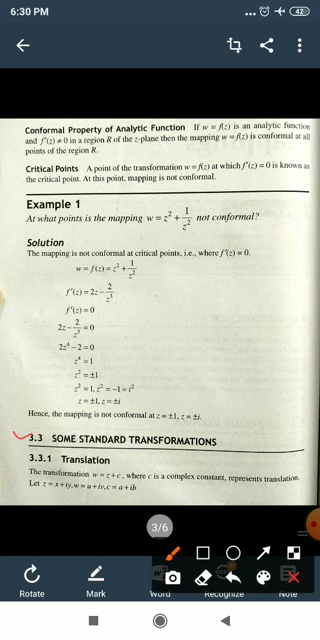 6:30 PM
42
Conformal Property of Analytic Function If w = f(z) is an analytic function
and f′(z) ≠ 0 in a region R of the z-plane then the mapping w = f(z) is conformal at all
points of the region R.
Critical Points A point of the transformation w = f(z) at which f′(z) = 0 is known as
the critical point. At this point, mapping is not conformal.
Example 1
At what points is the mapping w = z² + 1/z² not conformal?
Solution
The mapping is not conformal at critical points, i.e., where f′(z) = 0.
w = f(z) = z² + 1/z²
f′(z) = 2z − 2/z³
f′(z) = 0
2z − 2/z³ = 0
2z⁴ − 2 = 0
z⁴ = 1
z² = ±1
z² = 1, z² = −1 = i²
z = ±1, z = ±i
Hence, the mapping is not conformal at z = ±1, z = ±i.
3.3 SOME STANDARD TRANSFORMATIONS
3.3.1 Translation
The transformation w = z + c, where c is a complex constant, represents translation.
Let z = x + iy, w = u + iv, c = a + ib
3/6
Rotate Mark Word Recognize Note